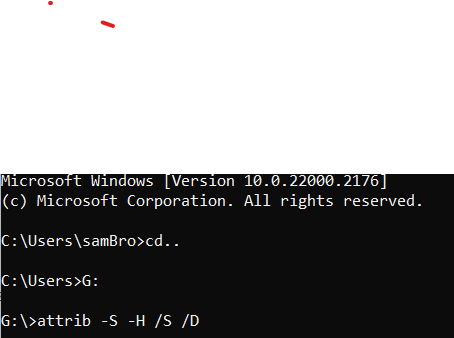 Microsoft Windows [Version 10.0.22000.2176]
(c) Microsoft Corporation. All rights reserved.
C:\Users\samBro>cd..
C:\Users>G:
G:\>attrib -S -H /S /D